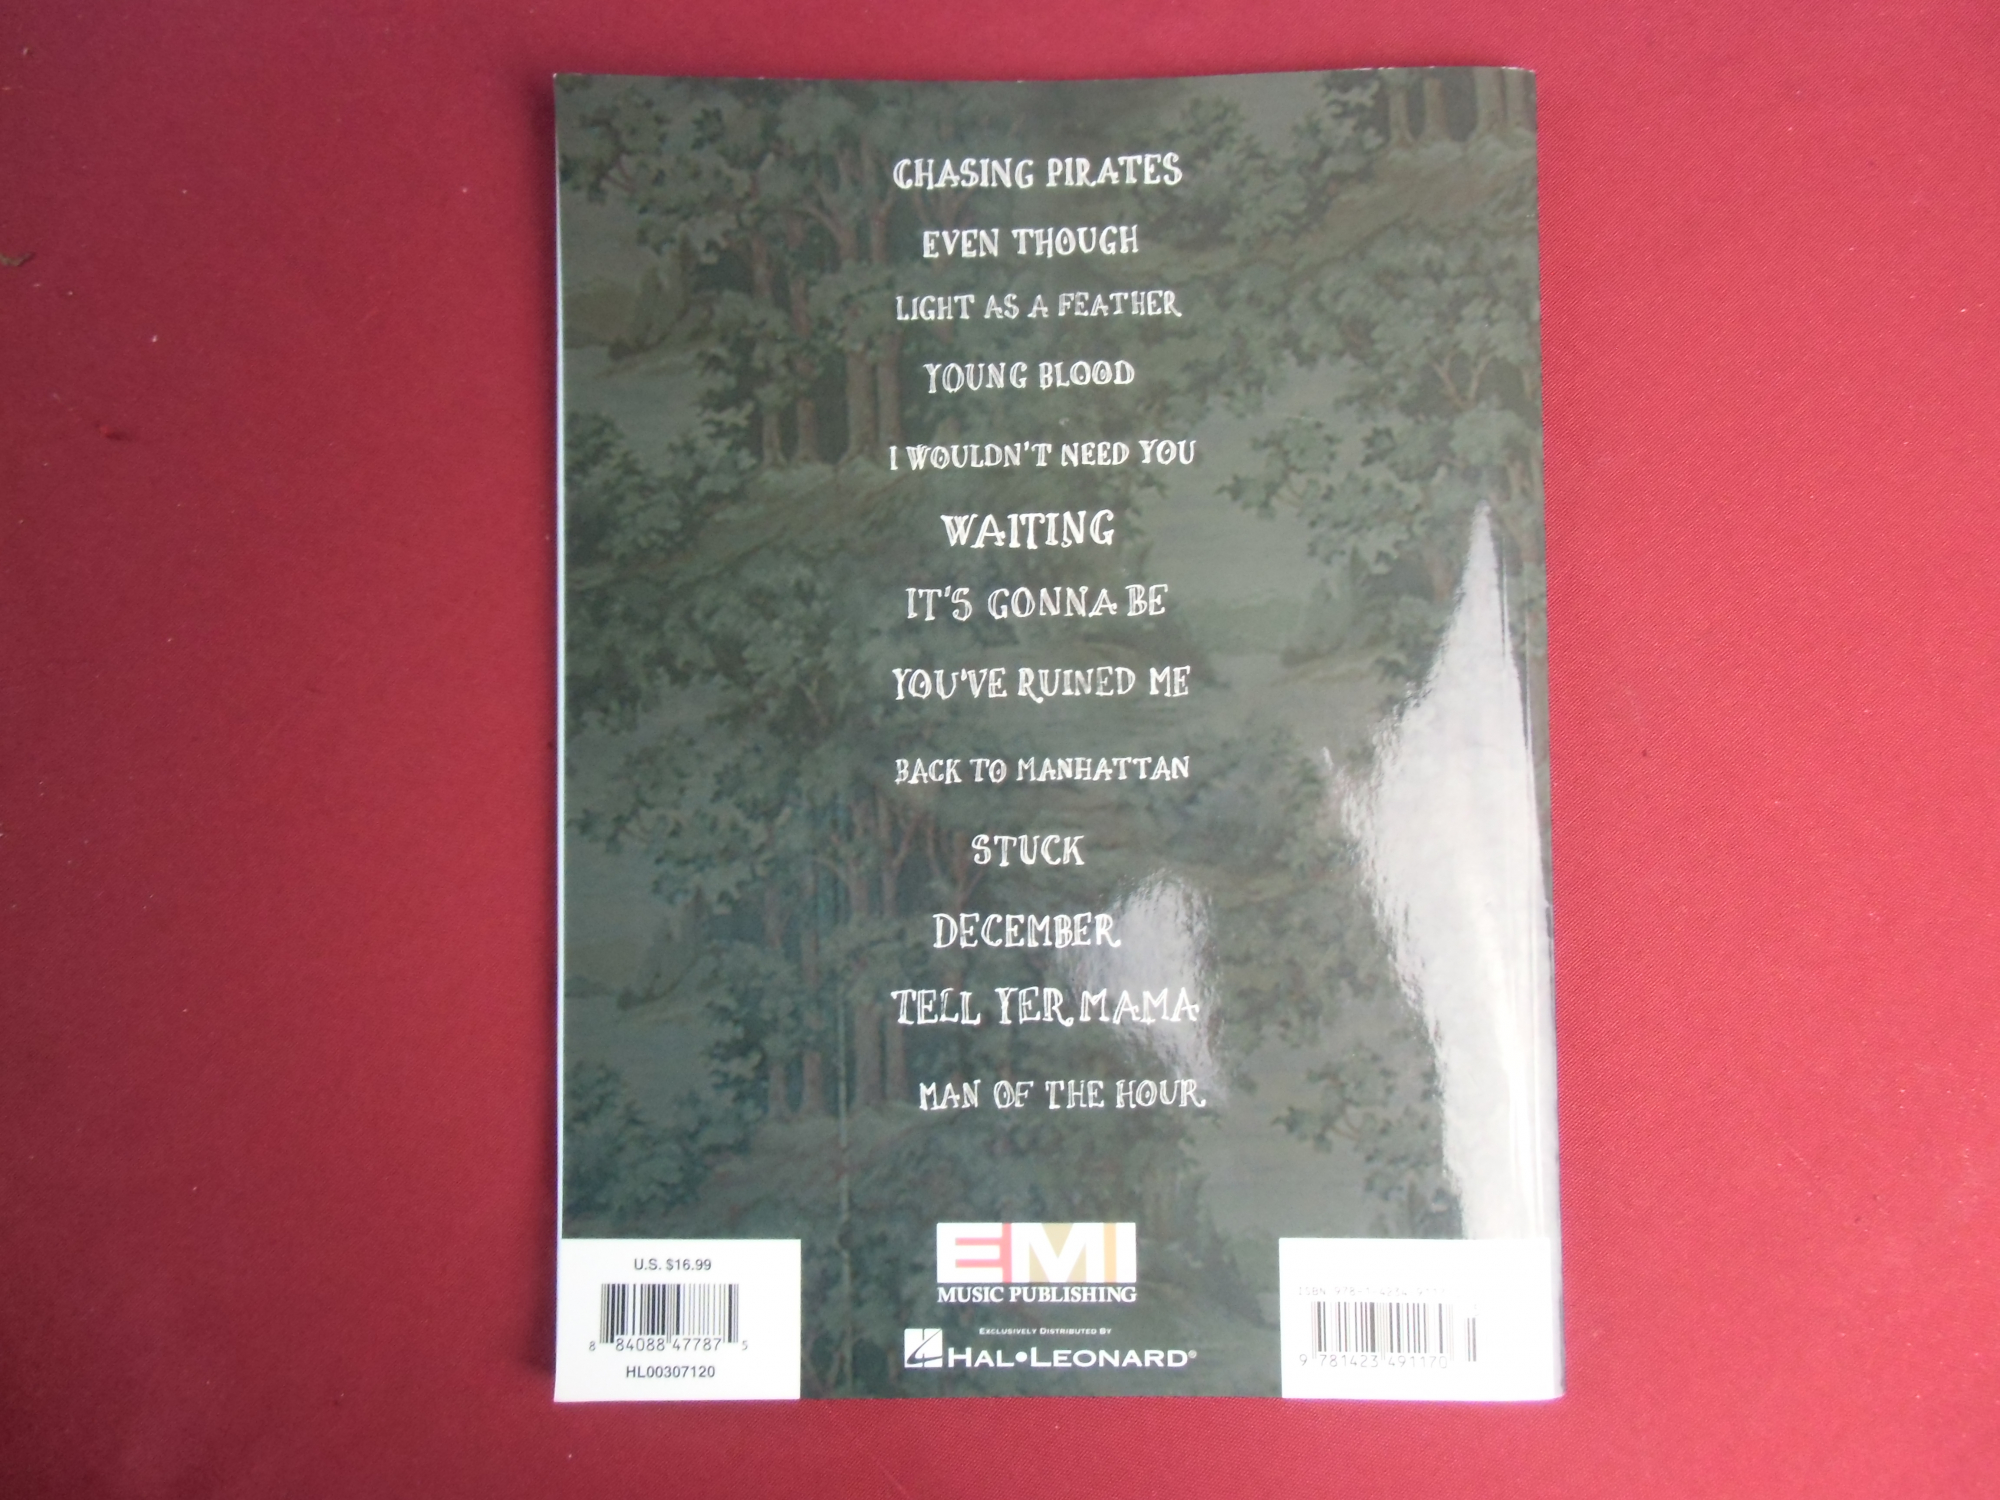 CHASING PIRATES
EVEN THOUGH
LIGHT AS A FEATHER
YOUNG BLOOD
I WOULDN'T NEED YOU
WAITING
IT'S GONNA BE
YOU'VE RUINED ME
BACK TO MANHATTAN
STUCK
DECEMBER
TELL YER MAMA
MAN OF THE HOUR
EMI
MUSIC PUBLISHING
EXCLUSIVELY DISTRIBUTED BY
HAL•LEONARD®
U.S. $16.99
8 84088 47787 5
HL00307120
ISBN
9 781423 491170